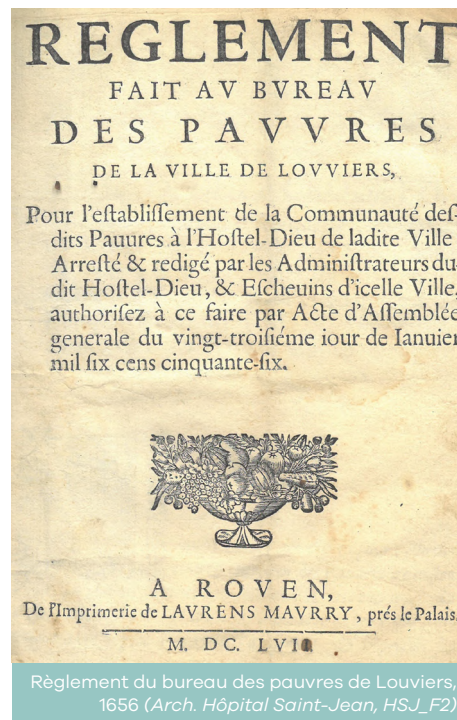 REGLEMENT
FAIT AV BVREAV
DES PAVVRES
DE LA VILLE DE LOVVIERS,
Pour l'eſtabliſſement de la Communauté deſ-
dits Pauures à l'Hoſtel-Dieu de ladite Ville
Arreſté & redigé par les Adminiſtrateurs du-
dit Hoſtel-Dieu, & Eſcheuins d'icelle Ville,
authoriſez à ce faire par Acte d'Aſſemblée
generale du vingt-troiſiéme iour de Ianuier
mil ſix cens cinquante-ſix.
A ROVEN,
De l'Imprimerie de LAVRENS MAVRRY, prés le Palais.
M. DC. LVII.
Règlement du bureau des pauvres de Louviers,
1656 (Arch. Hôpital Saint-Jean, HSJ_F2)